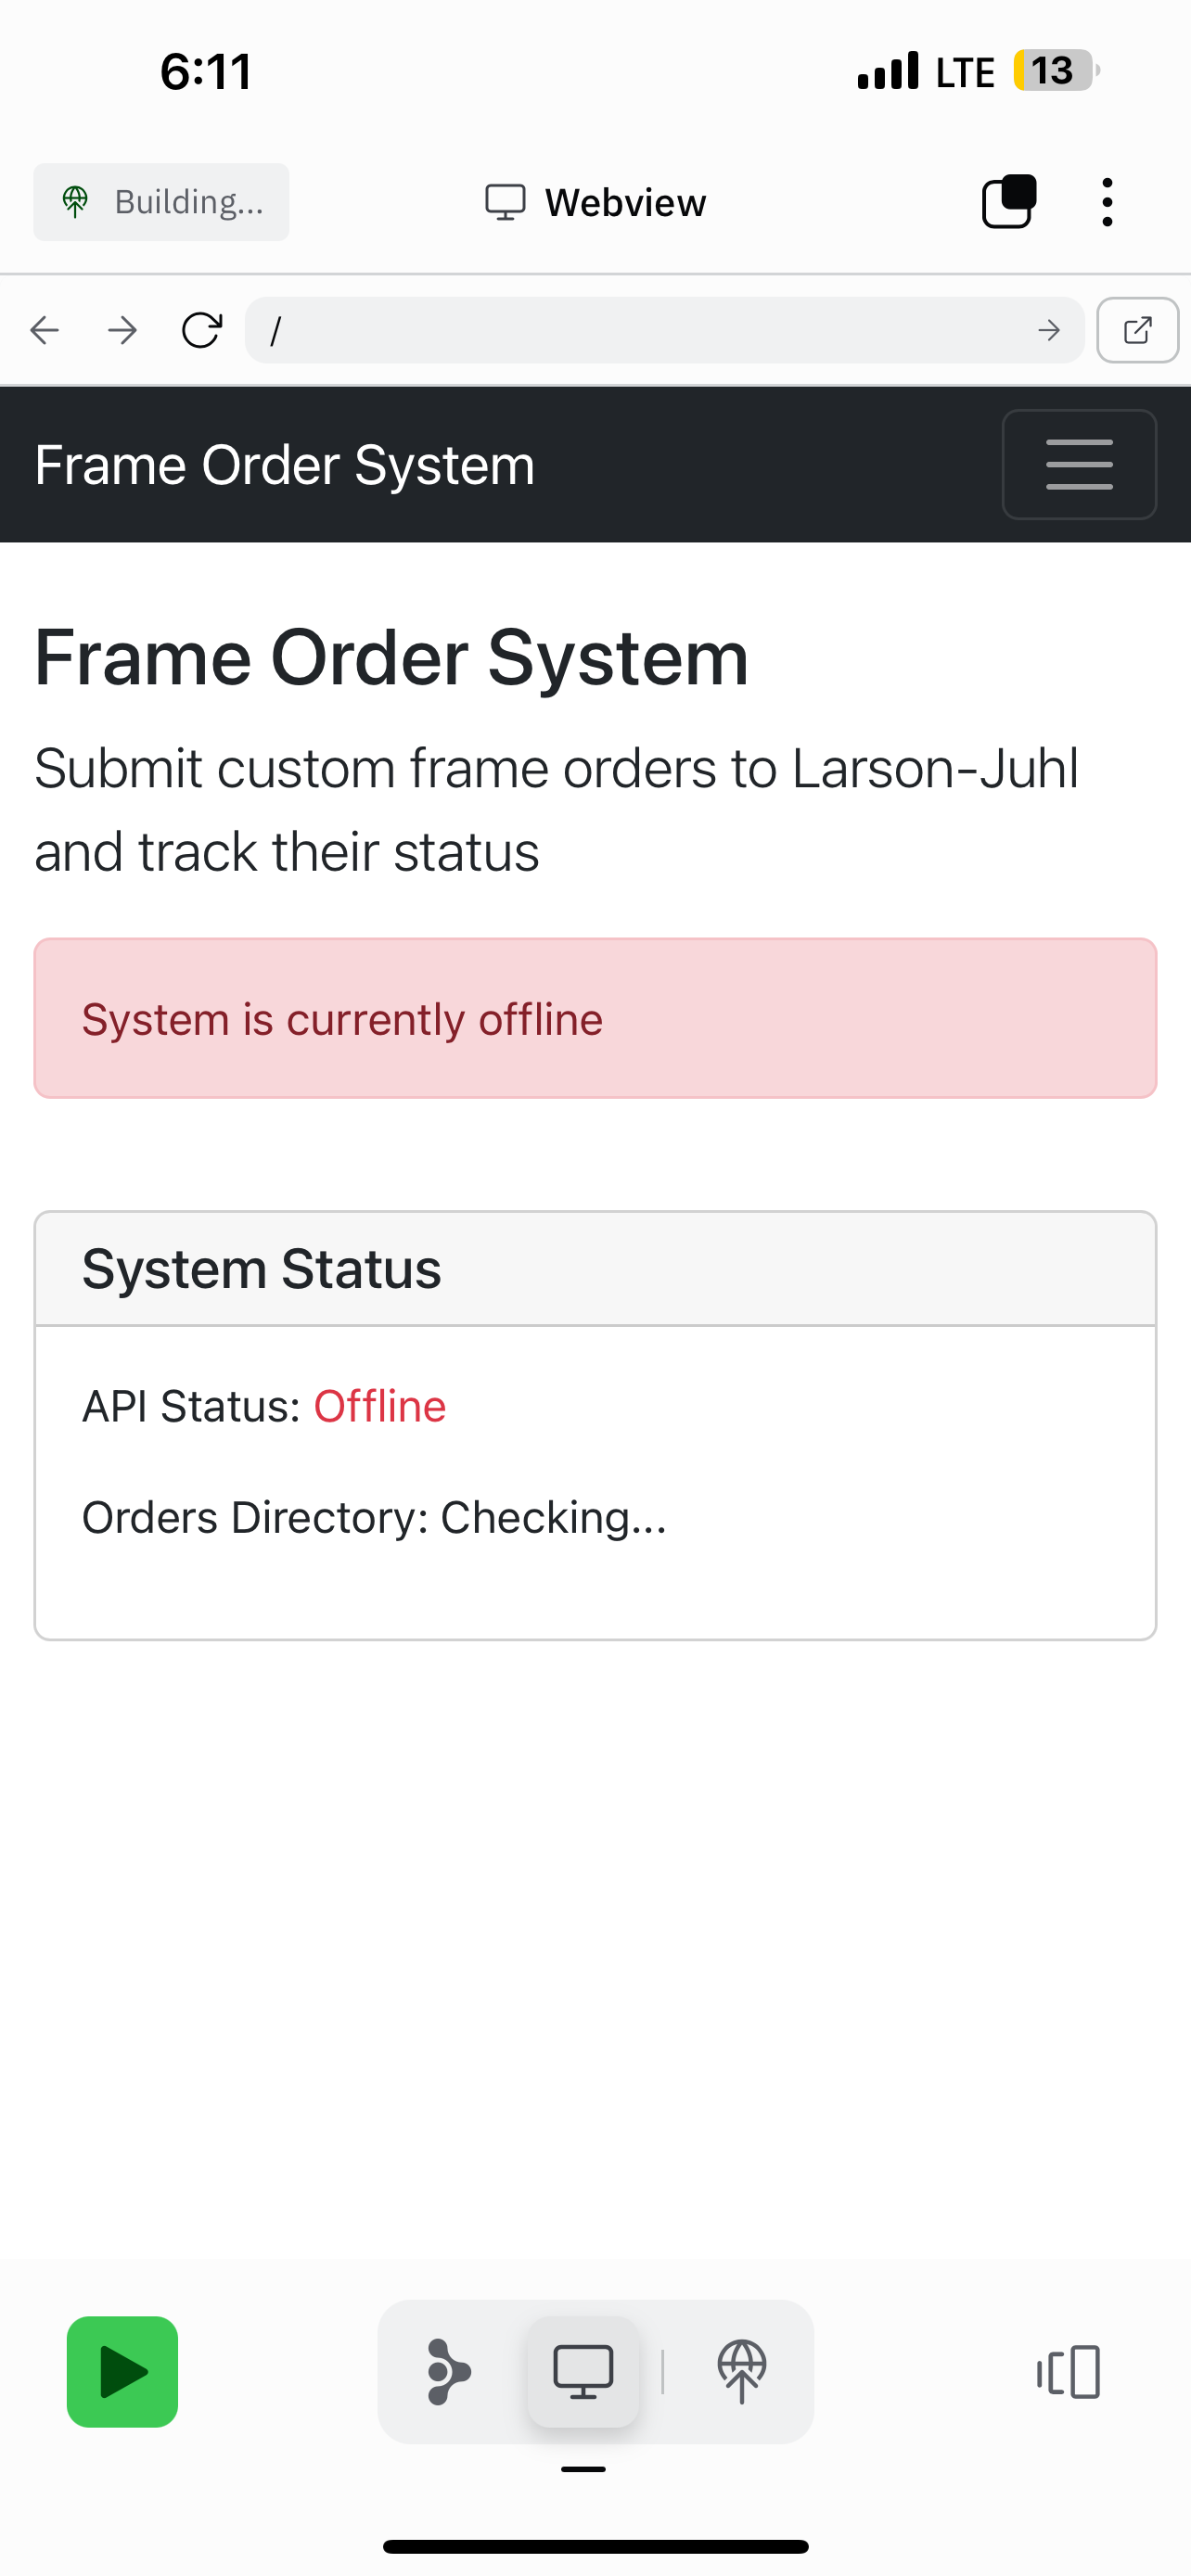 6:11
LTE 13
Building...
Webview
/
Frame Order System
Frame Order System
Submit custom frame orders to Larson-Juhl
and track their status
System is currently offline
System Status
API Status: Offline
Orders Directory: Checking...